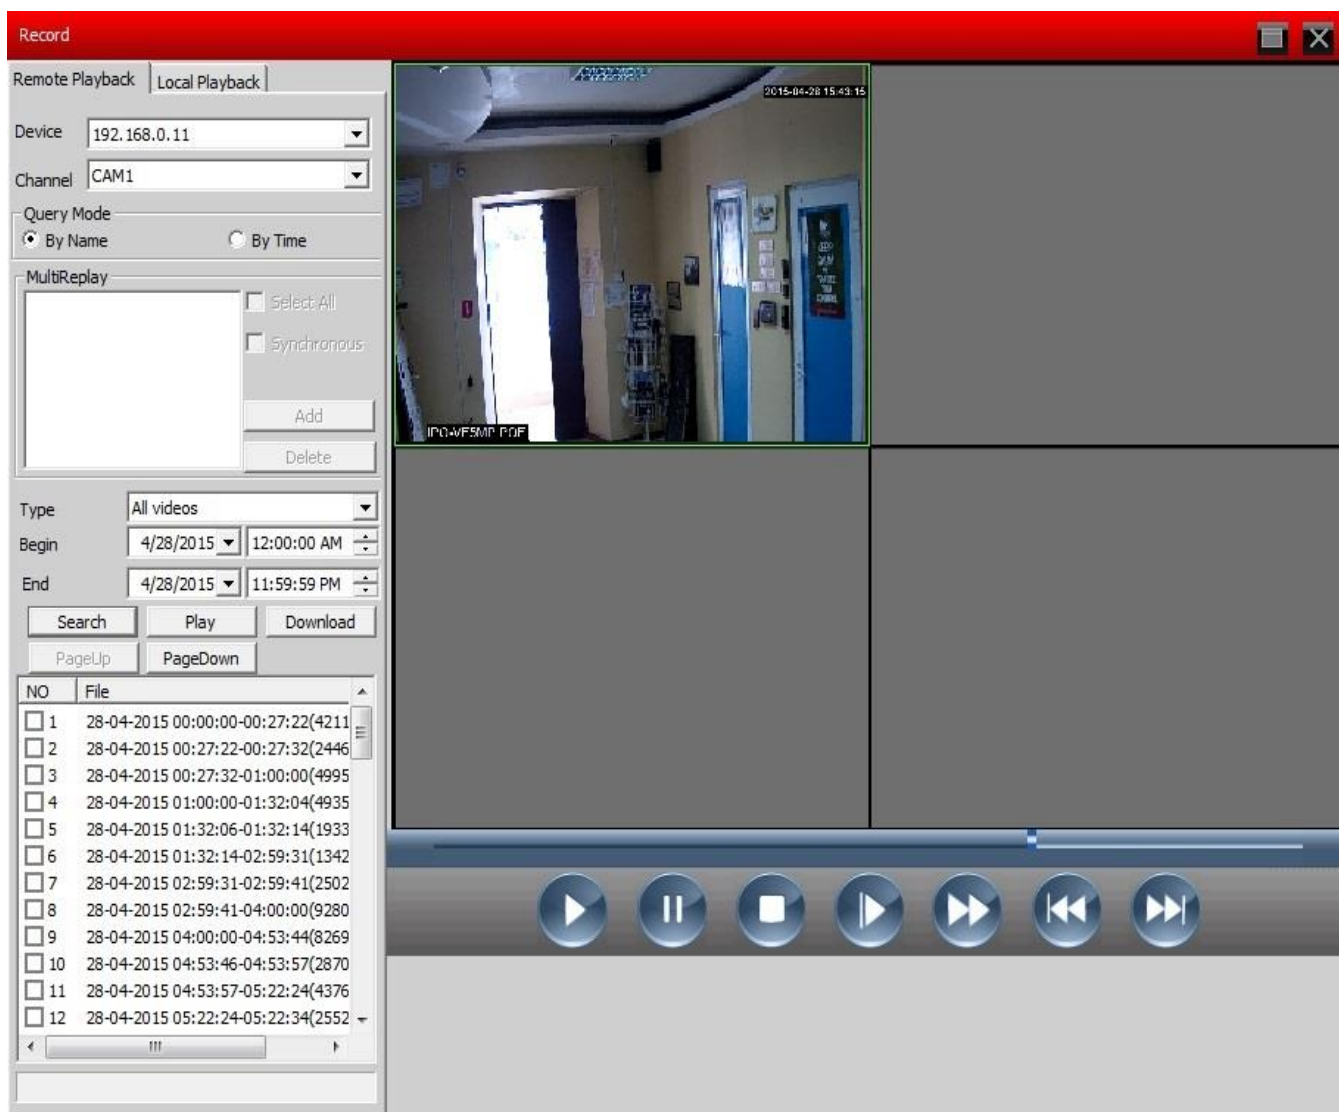 Record
Remote Playback
Local Playback
Device
192.168.0.11
Channel
CAM1
Query Mode
By Name
By Time
MultiReplay
Select All
Synchronous
Add
Delete
Type
All videos
Begin
4/28/2015
12:00:00 AM
End
4/28/2015
11:59:59 PM
Search
Play
Download
PageUp
PageDown
NO
File
1 28-04-2015 00:00:00-00:27:22(4211
2 28-04-2015 00:27:22-00:27:32(2446
3 28-04-2015 00:27:32-01:00:00(4995
4 28-04-2015 01:00:00-01:32:04(4935
5 28-04-2015 01:32:06-01:32:14(1933
6 28-04-2015 01:32:14-02:59:31(1342
7 28-04-2015 02:59:31-02:59:41(2502
8 28-04-2015 02:59:41-04:00:00(9280
9 28-04-2015 04:00:00-04:53:44(8269
10 28-04-2015 04:53:46-04:53:57(2870
11 28-04-2015 04:53:57-05:22:24(4376
12 28-04-2015 05:22:24-05:22:34(2552
2015-04-28 15:43:15
IPC-VF5MP POE